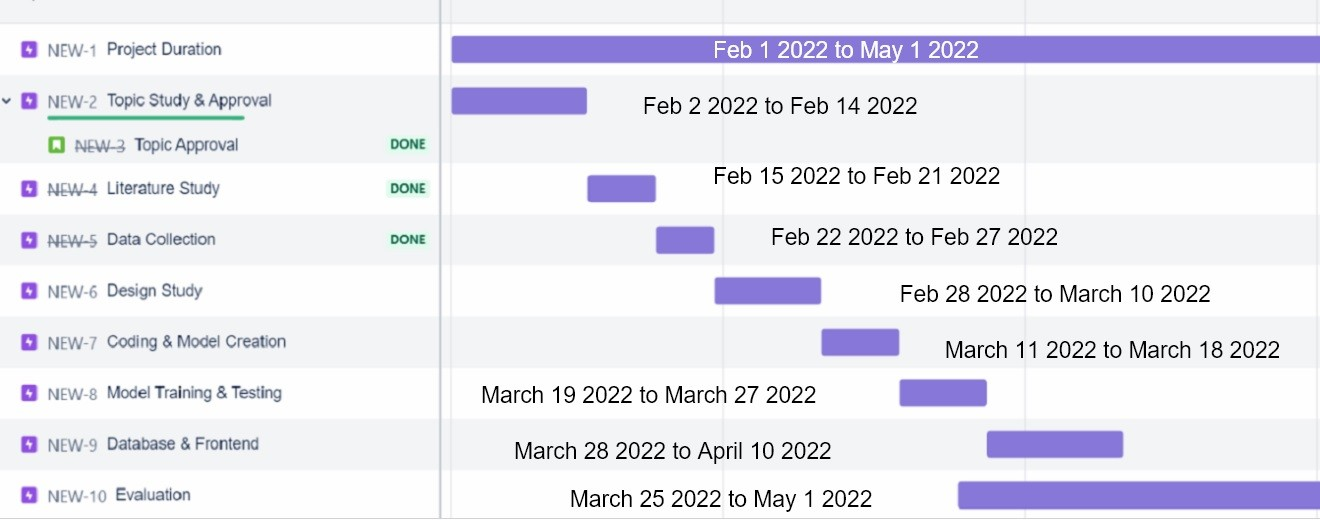 NEW-1 Project Duration Feb 1 2022 to May 1 2022
NEW-2 Topic Study & Approval Feb 2 2022 to Feb 14 2022
NEW-3 Topic Approval DONE
NEW-4 Literature Study DONE Feb 15 2022 to Feb 21 2022
NEW-5 Data Collection DONE Feb 22 2022 to Feb 27 2022
NEW-6 Design Study Feb 28 2022 to March 10 2022
NEW-7 Coding & Model Creation March 11 2022 to March 18 2022
NEW-8 Model Training & Testing March 19 2022 to March 27 2022
NEW-9 Database & Frontend March 28 2022 to April 10 2022
NEW-10 Evaluation March 25 2022 to May 1 2022